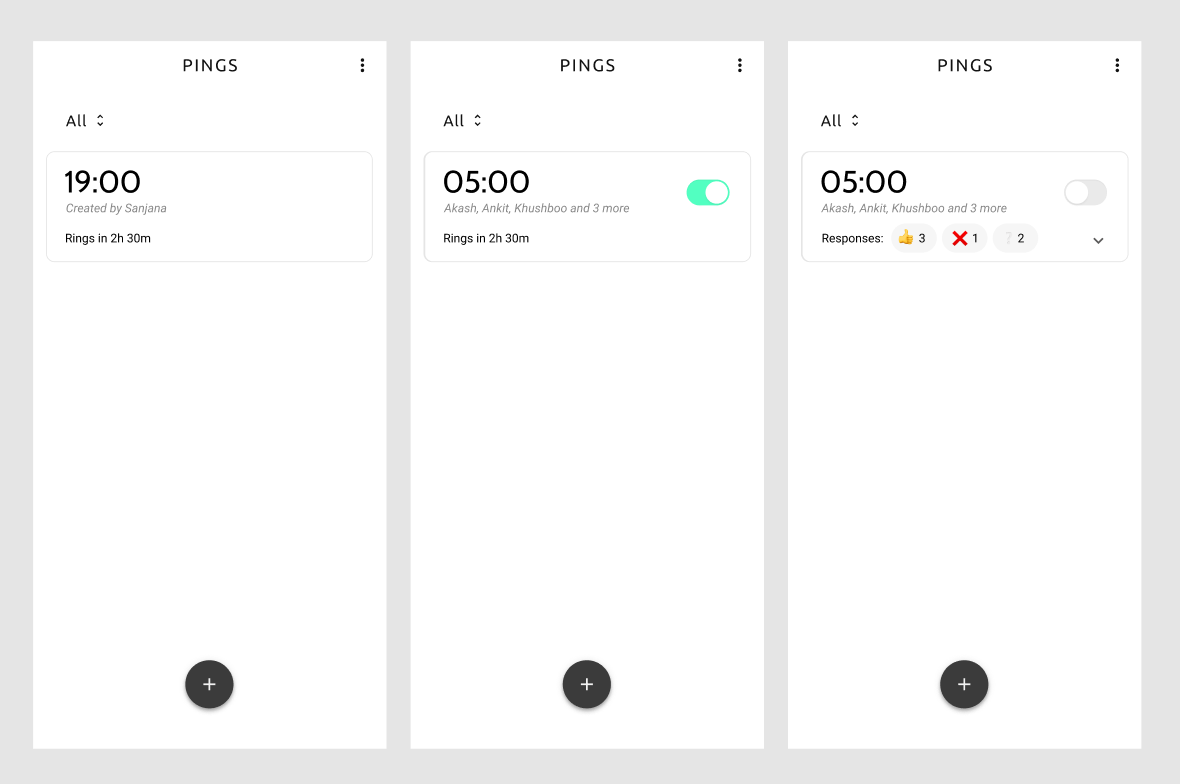 PINGS
All
19:00
Created by Sanjana
Rings in 2h 30m
PINGS
All
05:00
Akash, Ankit, Khushboo and 3 more
Rings in 2h 30m
PINGS
All
05:00
Akash, Ankit, Khushboo and 3 more
Responses: 👍 3 ❌ 1 ❔ 2